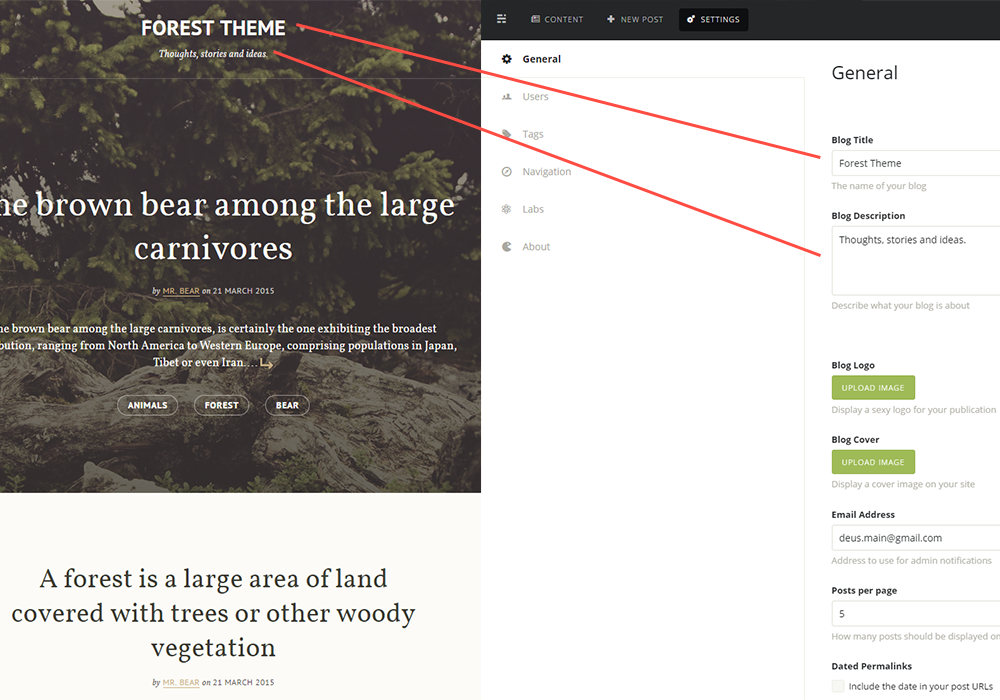 FOREST THEME
Thoughts, stories and ideas.
he brown bear among the large
carnivores
by MR. BEAR on 21 MARCH 2015
he brown bear among the large carnivores, is certainly the one exhibiting the broadest
bution, ranging from North America to Western Europe, comprising populations in Japan,
Tibet or even Iran....
ANIMALS FOREST BEAR
A forest is a large area of land
covered with trees or other woody
vegetation
by MR. BEAR on 21 MARCH 2015
CONTENT NEW POST SETTINGS
General
Users
Tags
Navigation
Labs
About
General
Blog Title
Forest Theme
The name of your blog
Blog Description
Thoughts, stories and ideas.
Describe what your blog is about
Blog Logo
UPLOAD IMAGE
Display a sexy logo for your publication
Blog Cover
UPLOAD IMAGE
Display a cover image on your site
Email Address
deus.main@gmail.com
Address to use for admin notifications
Posts per page
5
How many posts should be displayed on
Dated Permalinks
Include the date in your post URLs